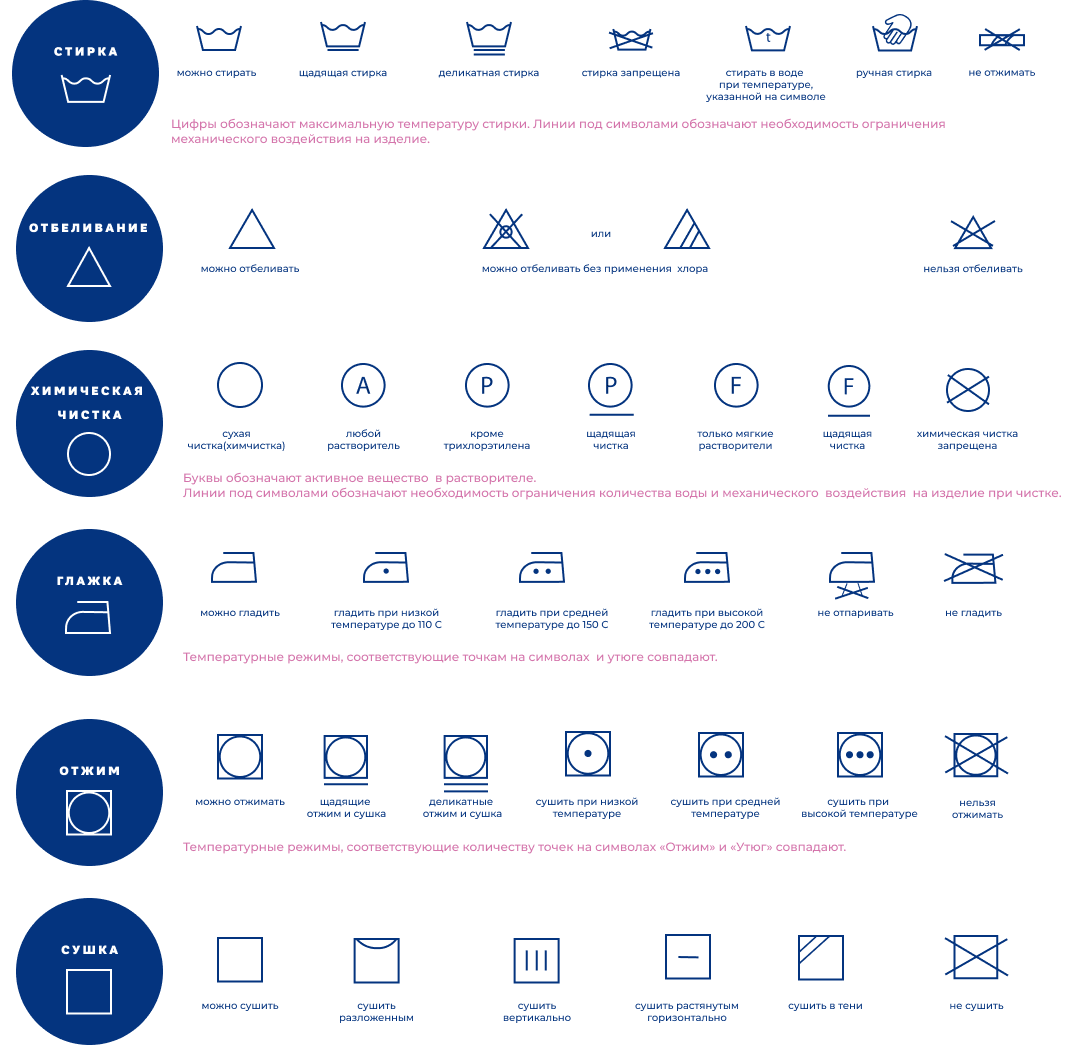 СТИРКА
можно стирать
щадящая стирка
деликатная стирка
стирка запрещена
t
стирать в воде
при температуре,
указанной на символе
ручная стирка
не отжимать
Цифры обозначают максимальную температуру стирки. Линии под символами обозначают необходимость ограничения
механического воздействия на изделие.
ОТБЕЛИВАНИЕ
можно отбеливать
или
можно отбеливать без применения хлора
нельзя отбеливать
ХИМИЧЕСКАЯ
ЧИСТКА
сухая
чистка(химчистка)
A
любой
растворитель
P
кроме
трихлорэтилена
P
щадящая
чистка
F
только мягкие
растворители
F
щадящая
чистка
химическая чистка
запрещена
Буквы обозначают активное вещество в растворителе.
Линии под символами обозначают необходимость ограничения количества воды и механического воздействия на изделие при чистке.
ГЛАЖКА
можно гладить
гладить при низкой
температуре до 110 С
гладить при средней
температуре до 150 С
гладить при высокой
температуре до 200 С
не отпаривать
не гладить
Температурные режимы, соответствующие точкам на символах и утюге совпадают.
ОТЖИМ
можно отжимать
щадящие
отжим и сушка
деликатные
отжим и сушка
сушить при низкой
температуре
сушить при средней
температуре
сушить при
высокой температуре
нельзя
отжимать
Температурные режимы, соответствующие количеству точек на символах «Отжим» и «Утюг» совпадают.
СУШКА
можно сушить
сушить
разложенным
сушить
вертикально
сушить растянутым
горизонтально
сушить в тени
не сушить